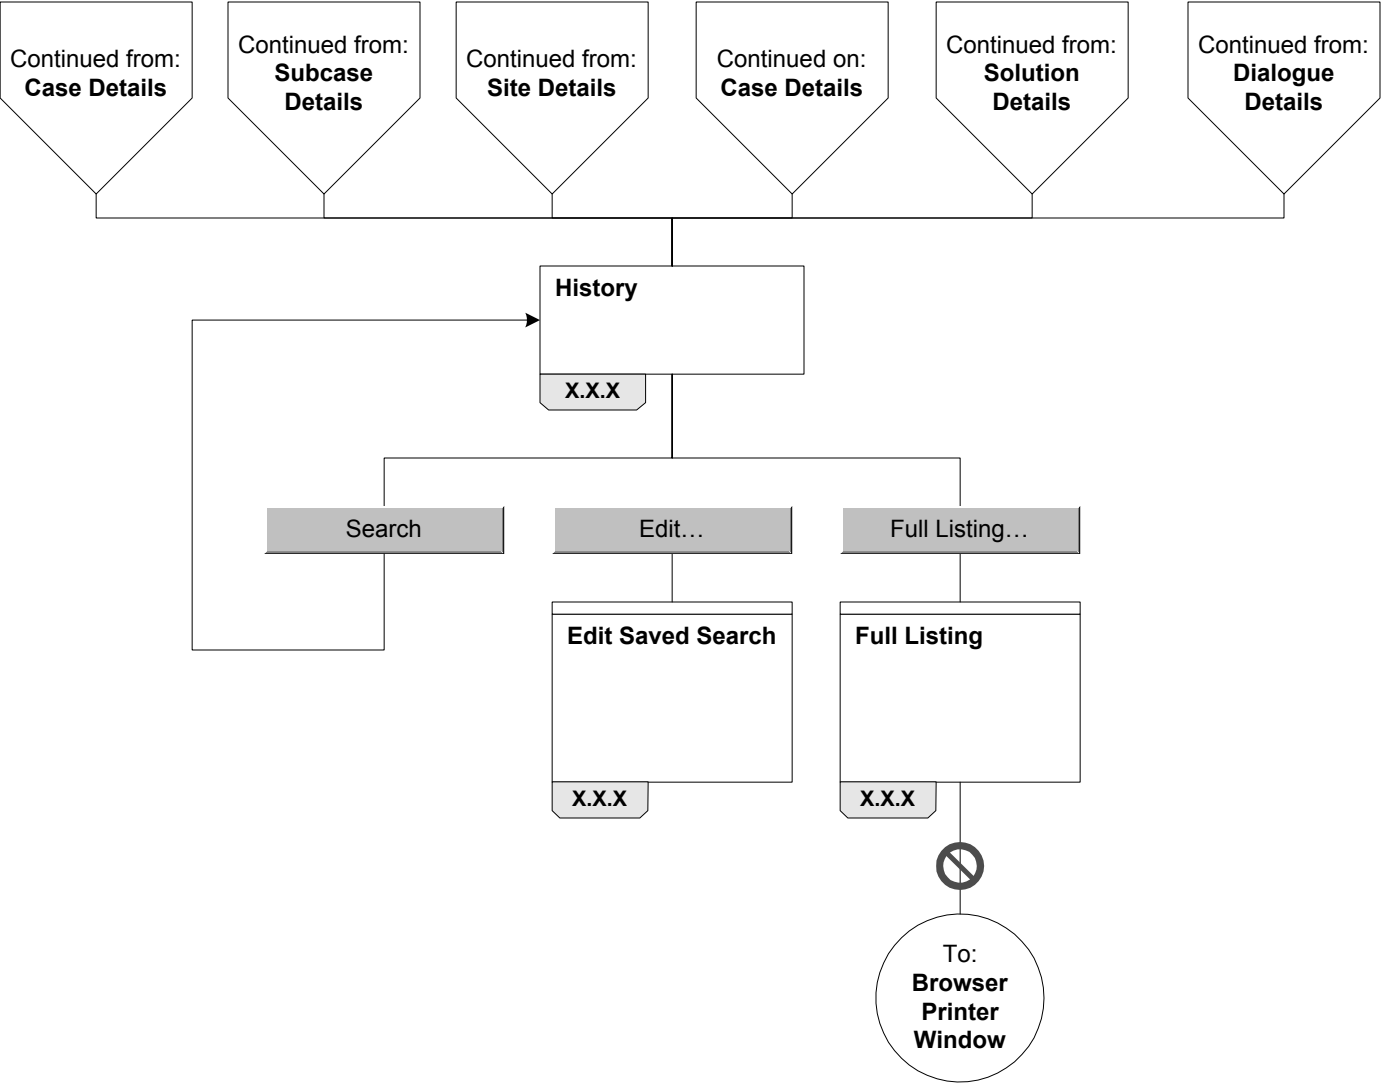 Continued from:
Case Details
Continued from:
Subcase
Details
Continued from:
Site Details
Continued on:
Case Details
Continued from:
Solution
Details
Continued from:
Dialogue
Details
History
X.X.X
Search
Edit…
Full Listing…
Edit Saved Search
Full Listing
X.X.X
X.X.X
To:
Browser
Printer
Window